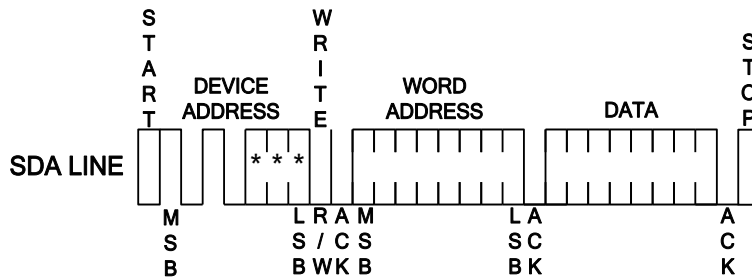 START
WRITE
STOP
DEVICE
ADDRESS
WORD
ADDRESS
DATA
SDA LINE
* * *
MSB
LSB
R/W
ACK
MSB
LSB
ACK
ACK